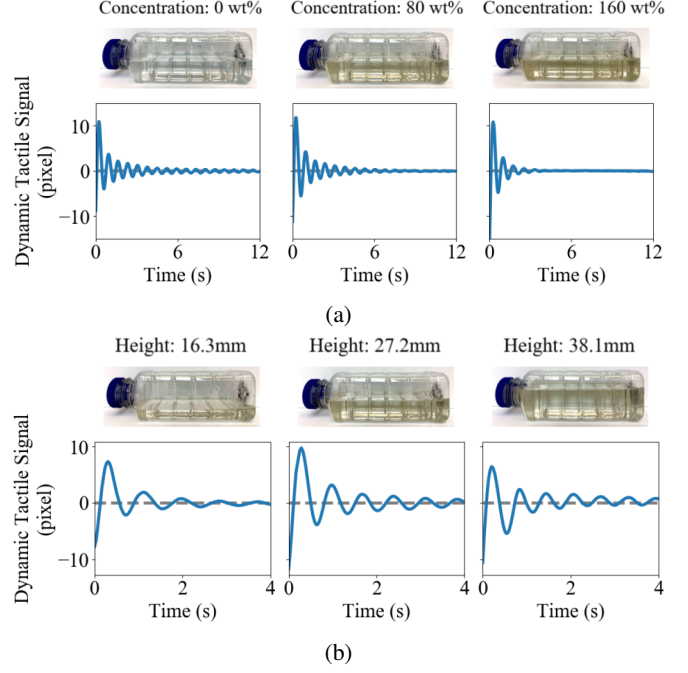 Concentration: 0 wt% Concentration: 80 wt% Concentration: 160 wt%
Dynamic Tactile Signal
(pixel)
10
0
−10
0 6 12 0 6 12 0 6 12
Time (s) Time (s) Time (s)
(a)
Height: 16.3mm Height: 27.2mm Height: 38.1mm
Dynamic Tactile Signal
(pixel)
10
0
−10
0 2 4 0 2 4 0 2 4
Time (s) Time (s) Time (s)
(b)